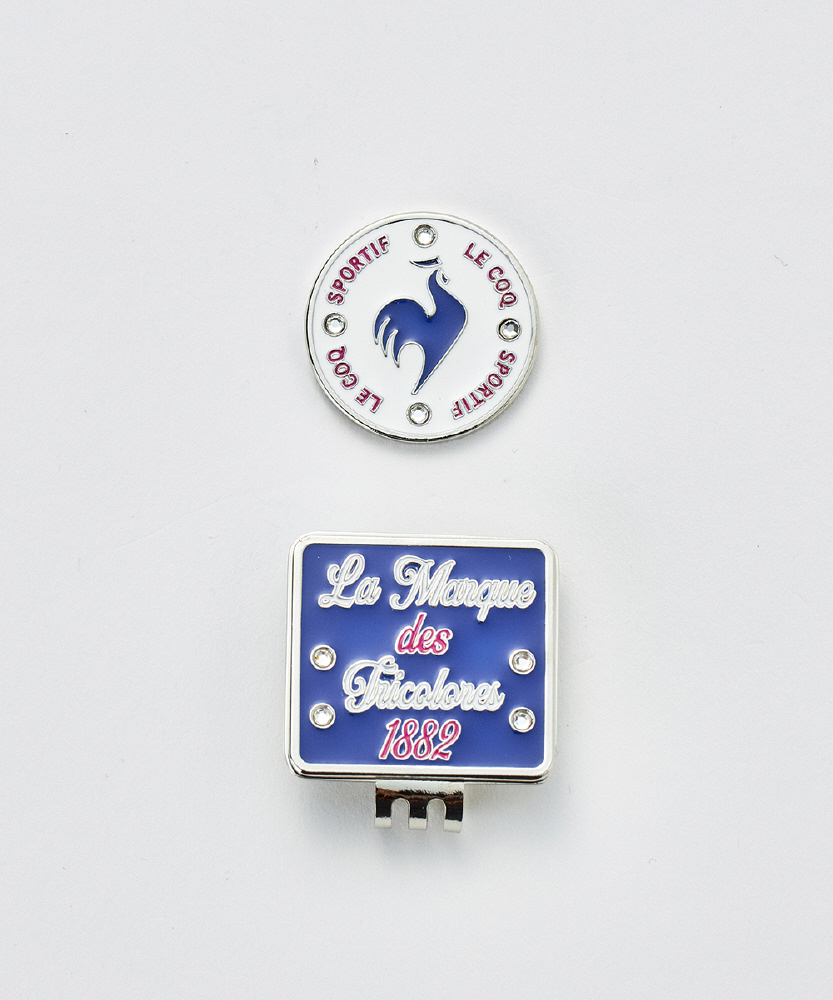 SPORTIF
LE COQ
LE COQ
SPORTIF
La Marque
des
Tricolores
1882